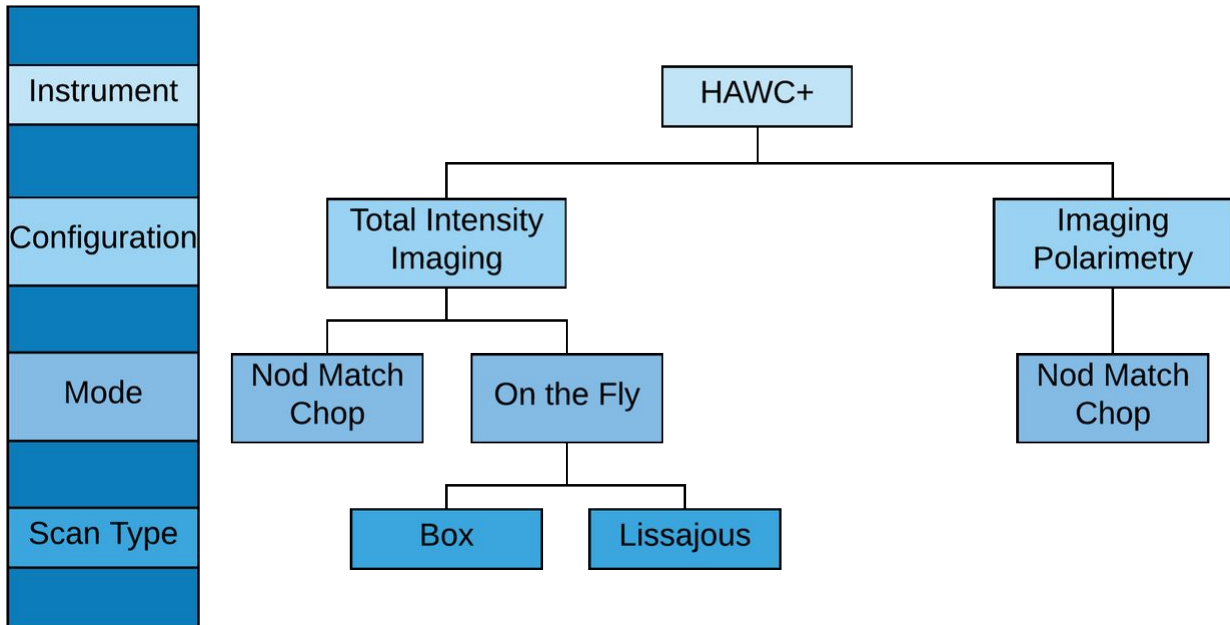 Instrument
HAWC+
Configuration
Total Intensity
Imaging
Imaging
Polarimetry
Mode
Nod Match
Chop
On the Fly
Nod Match
Chop
Scan Type
Box
Lissajous